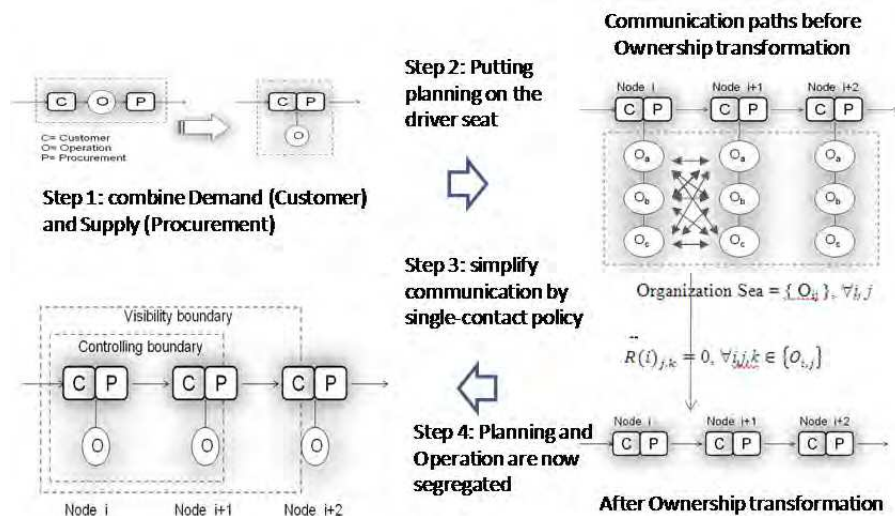 C O P
C P
O
C= Customer
O= Operation
P= Procurement
Step 1: combine Demand (Customer)
and Supply (Procurement)
Step 2: Putting
planning on the
driver seat
Communication paths before
Ownership transformation
Node i Node i+1 Node i+2
C P C P C P
Oa Oa Oa
Ob Ob Ob
Oc Oc Oc
Organization Sea = { Oij }, ∀i, j
R̈(i)j,k = 0, ∀i,j,k ∈ {Oi,j}
Node i Node i+1 Node i+2
C P C P C P
After Ownership transformation
Step 3: simplify
communication by
single-contact policy
Step 4: Planning and
Operation are now
segregated
Visibility boundary
Controlling boundary
C P C P C P
O O O
Node i Node i+1 Node i+2